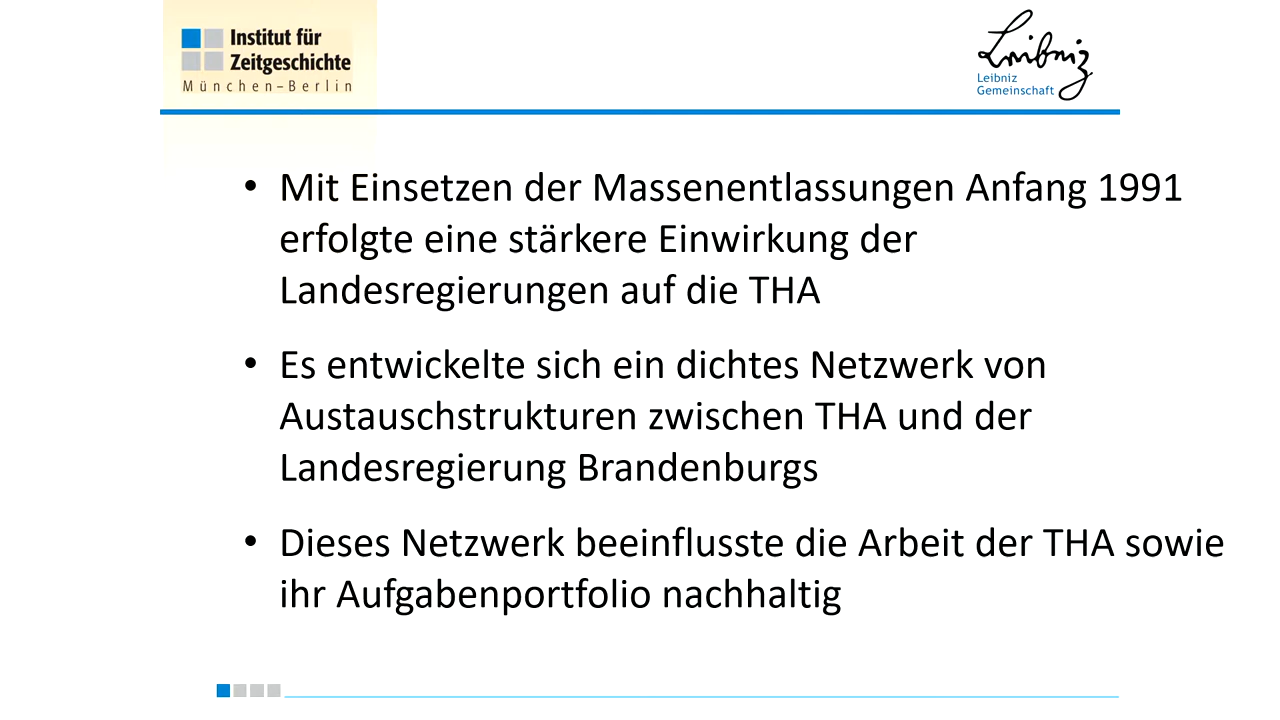 Institut für
Zeitgeschichte
München–Berlin
Leibniz
Leibniz
Gemeinschaft
• Mit Einsetzen der Massenentlassungen Anfang 1991
erfolgte eine stärkere Einwirkung der
Landesregierungen auf die THA
• Es entwickelte sich ein dichtes Netzwerk von
Austauschstrukturen zwischen THA und der
Landesregierung Brandenburgs
• Dieses Netzwerk beeinflusste die Arbeit der THA sowie
ihr Aufgabenportfolio nachhaltig